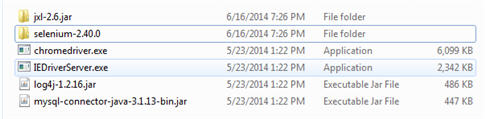 jxl-2.6.jar 6/16/2014 7:26 PM File folder
selenium-2.40.0 6/16/2014 7:26 PM File folder
chromedriver.exe 5/23/2014 1:22 PM Application 6,099 KB
IEDriverServer.exe 5/23/2014 1:22 PM Application 2,342 KB
log4j-1.2.16.jar 5/23/2014 1:22 PM Executable Jar File 486 KB
mysql-connector-java-3.1.13-bin.jar 5/23/2014 1:22 PM Executable Jar File 447 KB